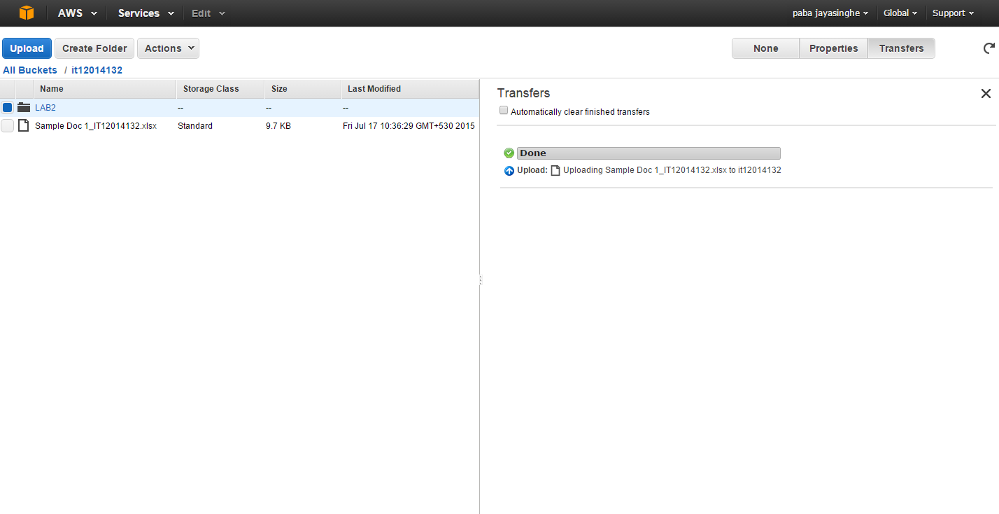 AWS Services Edit paba jayasinghe Global Support
Upload Create Folder Actions None Properties Transfers
All Buckets / it12014132
Name Storage Class Size Last Modified
LAB2 -- -- --
Sample Doc 1_IT12014132.xlsx Standard 9.7 KB Fri Jul 17 10:36:29 GMT+530 2015
Transfers
Automatically clear finished transfers
Done
Upload: Uploading Sample Doc 1_IT12014132.xlsx to it12014132